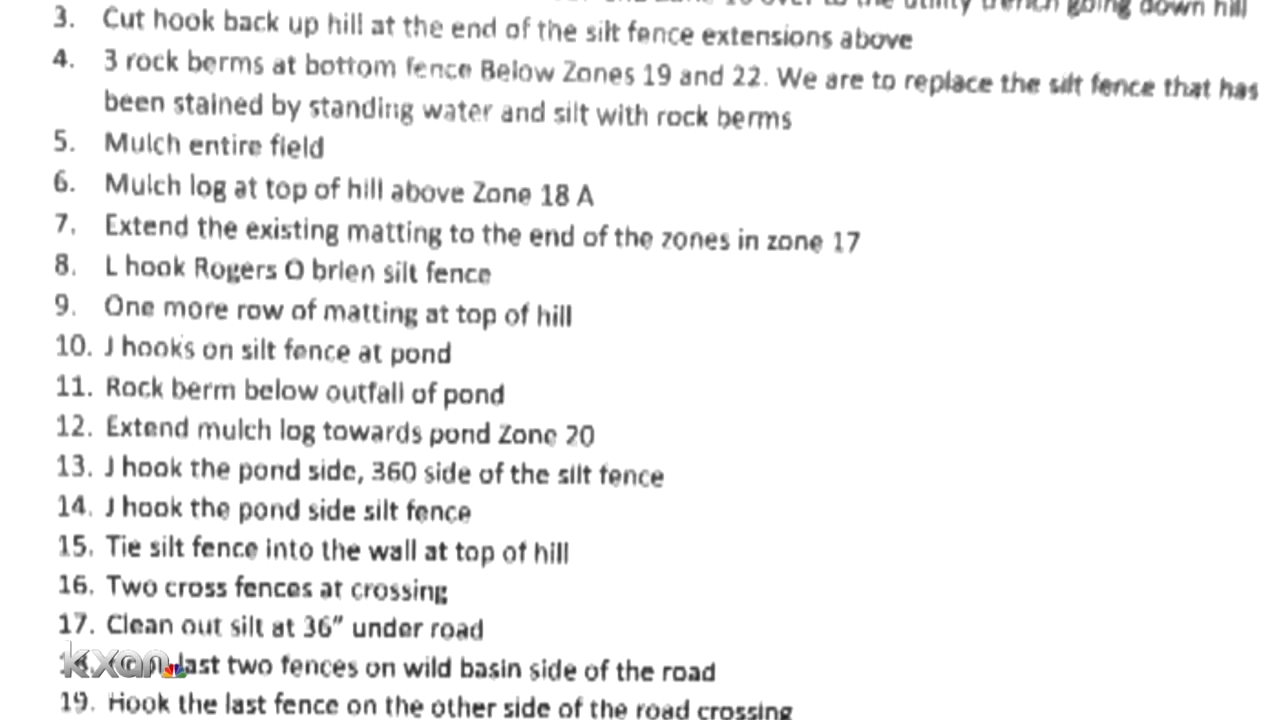 going down hill
3. Cut hook back up hill at the end of the silt fence extensions above
4. 3 rock berms at bottom fence Below Zones 19 and 22. We are to replace the silt fence that has
been stained by standing water and silt with rock berms
5. Mulch entire field
6. Mulch log at top of hill above Zone 18 A
7. Extend the existing matting to the end of the zones in zone 17
8. L hook Rogers O brien silt fence
9. One more row of matting at top of hill
10. J hooks on silt fence at pond
11. Rock berm below outfall of pond
12. Extend mulch log towards pond Zone 20
13. J hook the pond side, 360 side of the silt fence
14. J hook the pond side silt fence
15. Tie silt fence into the wall at top of hill
16. Two cross fences at crossing
17. Clean out silt at 36" under road
last two fences on wild basin side of the road
kxan
19. Hook the last fence on the other side of the road crossing